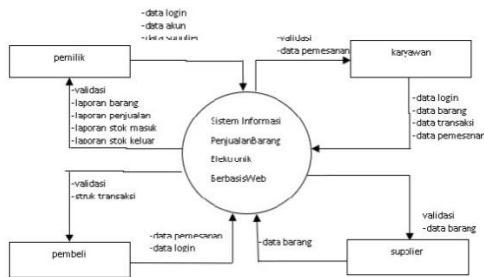 -data login
-data akun
-data supplier
pemilik
-validasi
-data pemesanan
karyawan
-validasi
-laporan barang
-laporan penjualan
-laporan stok masuk
-laporan stok keluar
Sistem Informasi
PenjualanBarang
Elektronik
BerbasisWeb
-data login
-data barang
-data transaksi
-data pemesanan
-validasi
-struk transaksi
pembeli
-data pemesanan
-data login
-data barang
validasi
-data barang
supplier